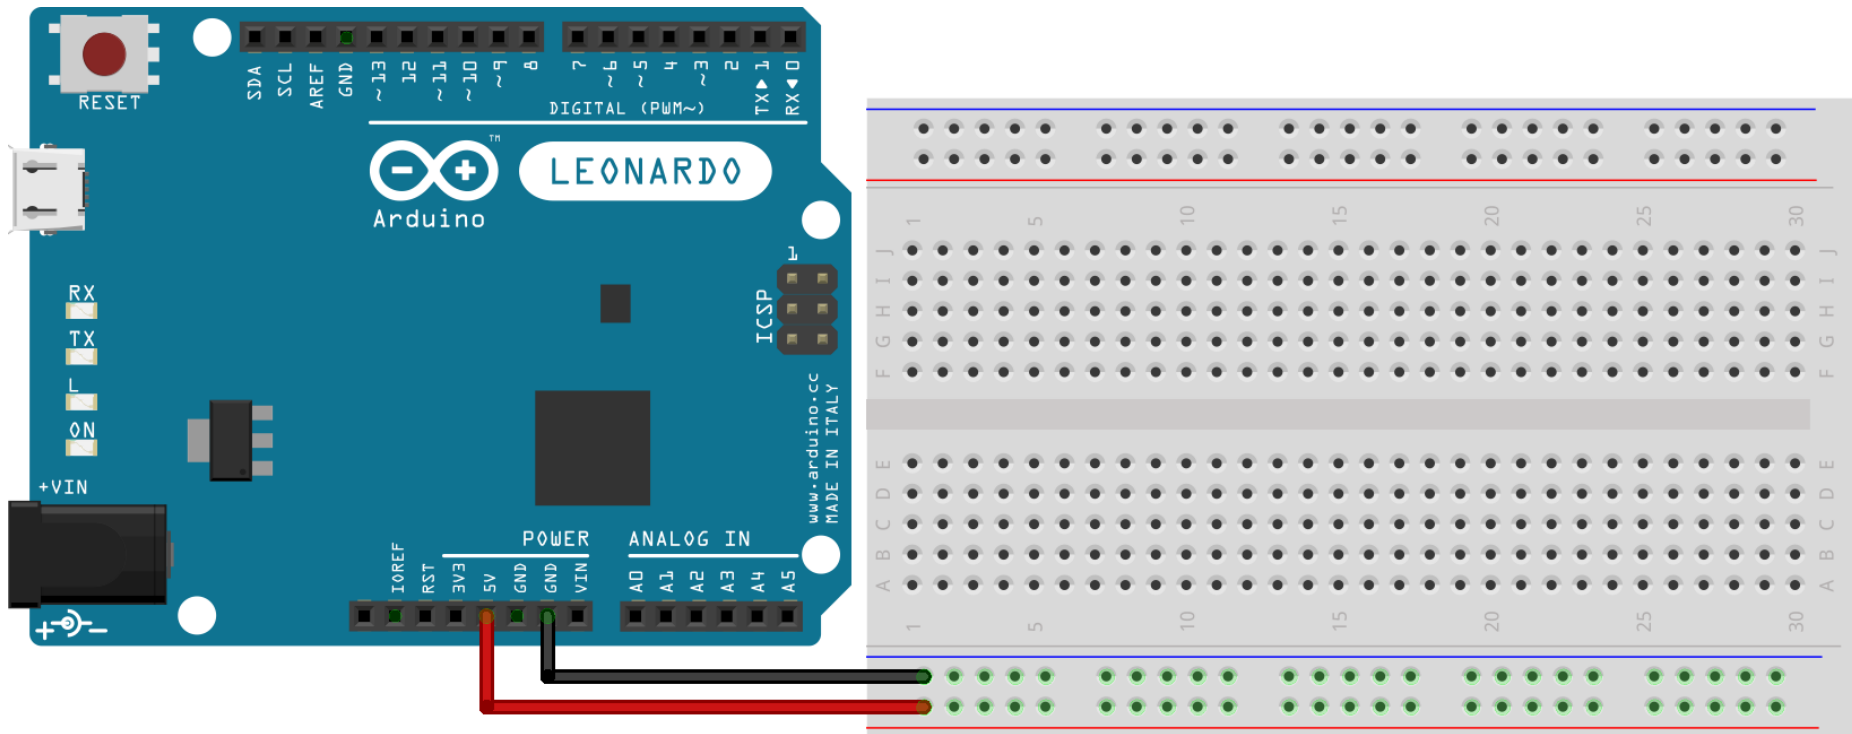 RESET
SDA SCL AREF GND ~13 12 ~11 ~10 ~9 8 7 ~6 ~5 4 ~3 2 TX▶1 RX◀0
DIGITAL (PWM~)
TM
LEONARDO
Arduino
1
ICSP
RX
TX
L
ON
+VIN
www.arduino.cc
MADE IN ITALY
POWER
ANALOG IN
IOREF RST 3V3 5V GND GND VIN A0 A1 A2 A3 A4 A5
+ −
1 5 10 15 20 25 30
J J
I I
H H
G G
F F
E E
D D
C C
B B
A A
1 5 10 15 20 25 30